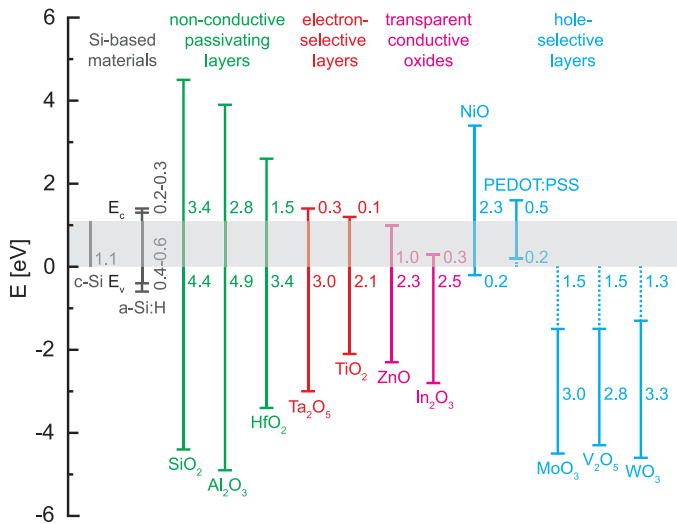 Si-based
materials
non-conductive
passivating
layers
electron-
selective
layers
transparent
conductive
oxides
hole-
selective
layers
E [eV]
6
4
2
0
-2
-4
-6
c-Si
1.1
E_c
E_v
a-Si:H
0.2-0.3
0.4-0.6
3.4
4.4
SiO₂
2.8
4.9
Al₂O₃
1.5
3.4
HfO₂
0.3
3.0
Ta₂O₅
0.1
2.1
TiO₂
1.0
2.3
ZnO
0.3
2.5
In₂O₃
NiO
2.3
0.2
PEDOT:PSS
0.5
0.2
1.5
3.0
MoO₃
1.5
2.8
V₂O₅
1.3
3.3
WO₃